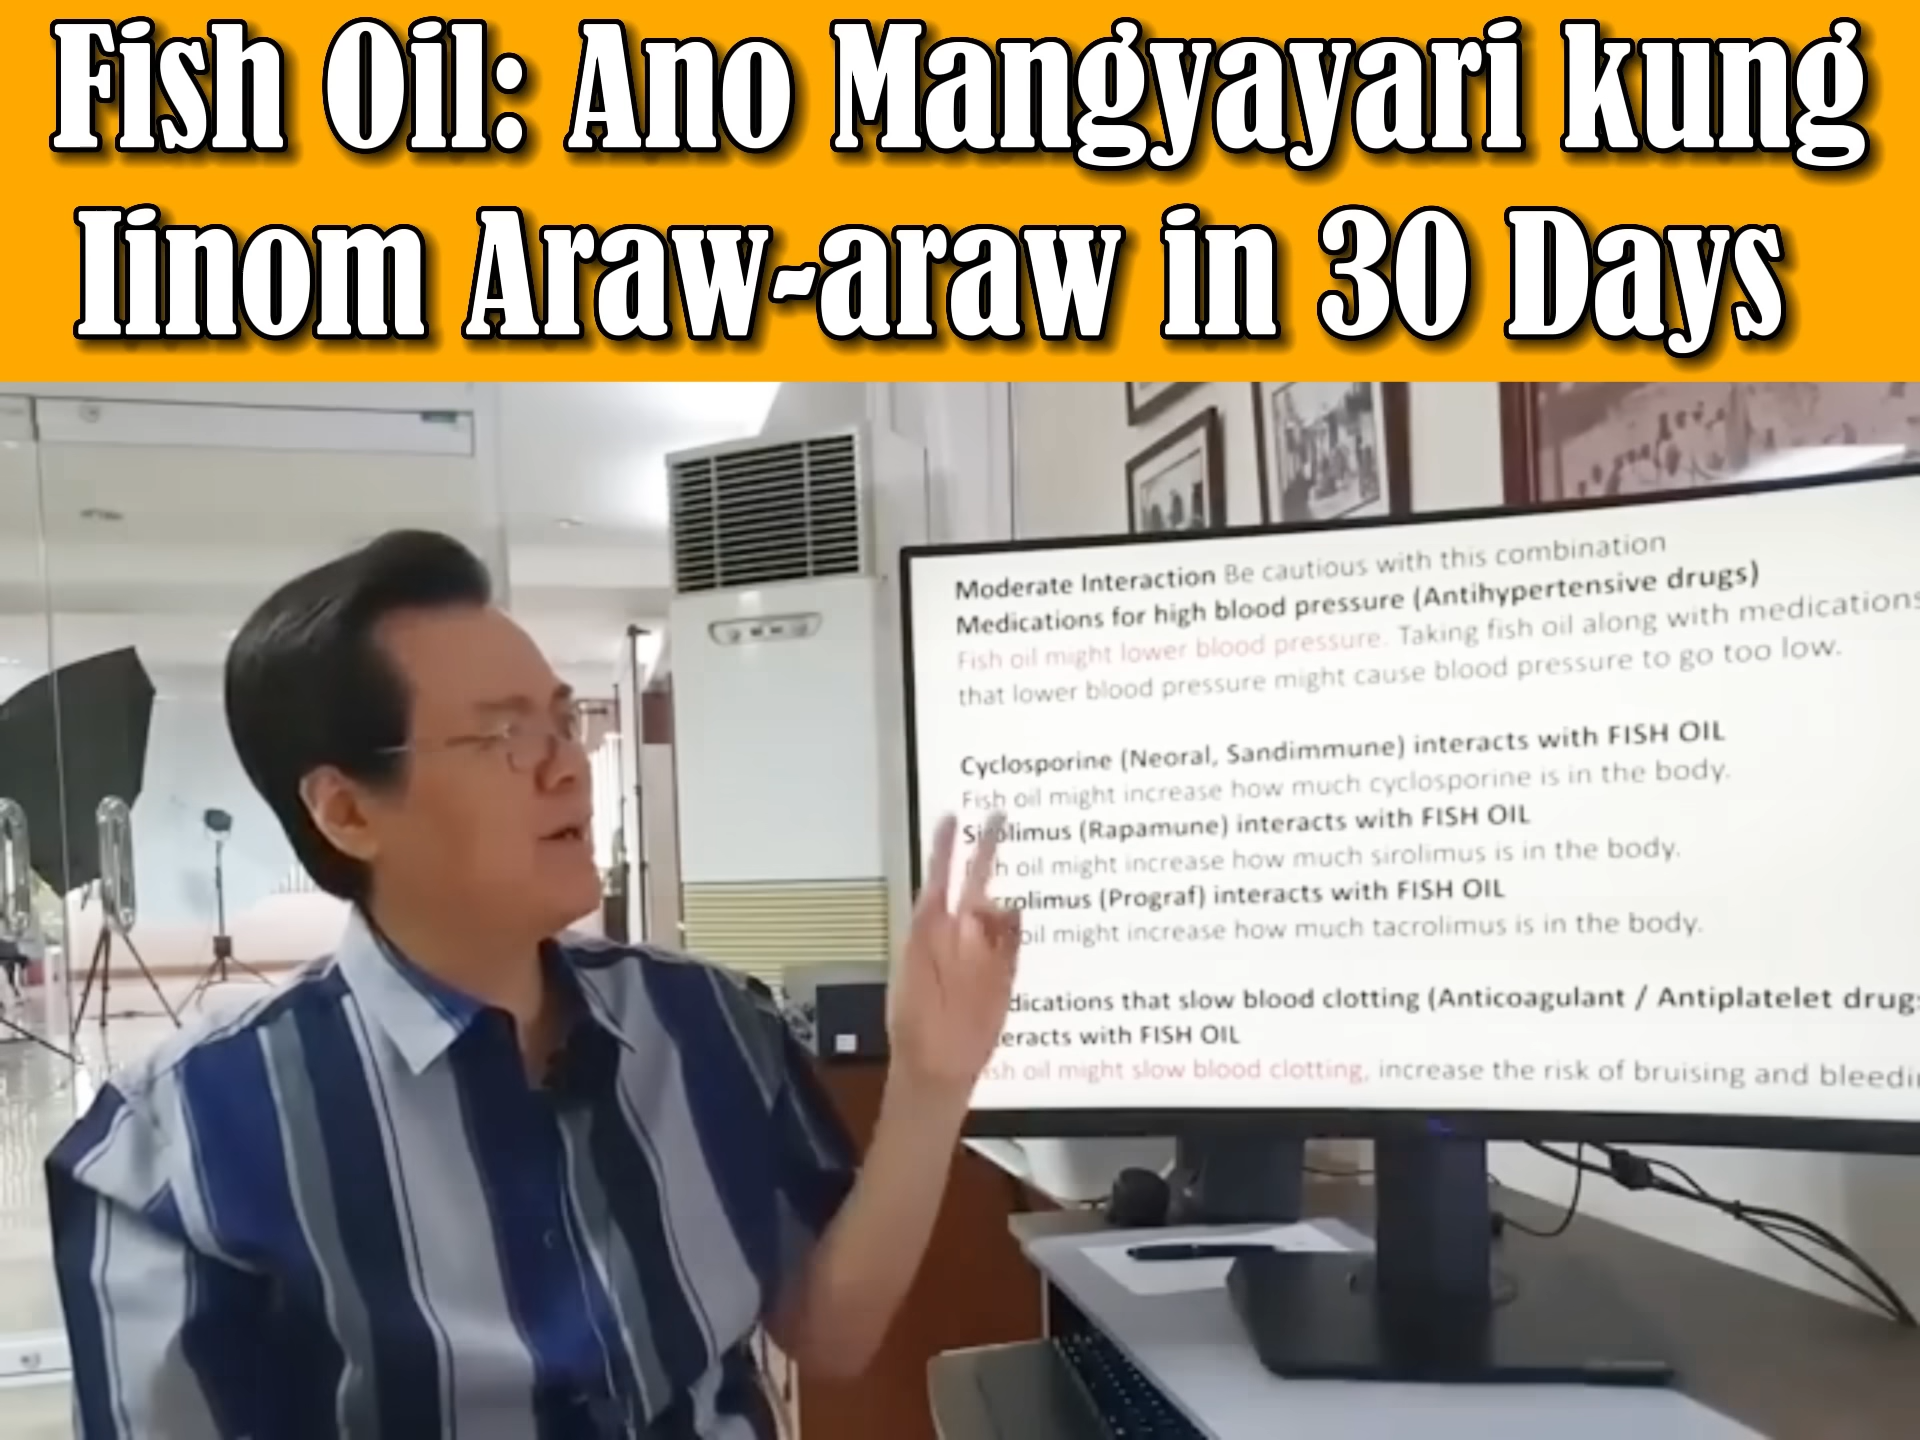 Fish Oil: Ano Mangyayari kung
Iinom Araw-araw in 30 Days
Moderate Interaction Be cautious with this combination
Medications for high blood pressure (Antihypertensive drugs)
Fish oil might lower blood pressure. Taking fish oil along with medications
that lower blood pressure might cause blood pressure to go too low.
Cyclosporine (Neoral, Sandimmune) interacts with FISH OIL
Fish oil might increase how much cyclosporine is in the body.
Sirolimus (Rapamune) interacts with FISH OIL
h oil might increase how much sirolimus is in the body.
rolimus (Prograf) interacts with FISH OIL
oil might increase how much tacrolimus is in the body.
dications that slow blood clotting (Anticoagulant / Antiplatelet drugs
eracts with FISH OIL
sh oil might slow blood clotting, increase the risk of bruising and bleedi